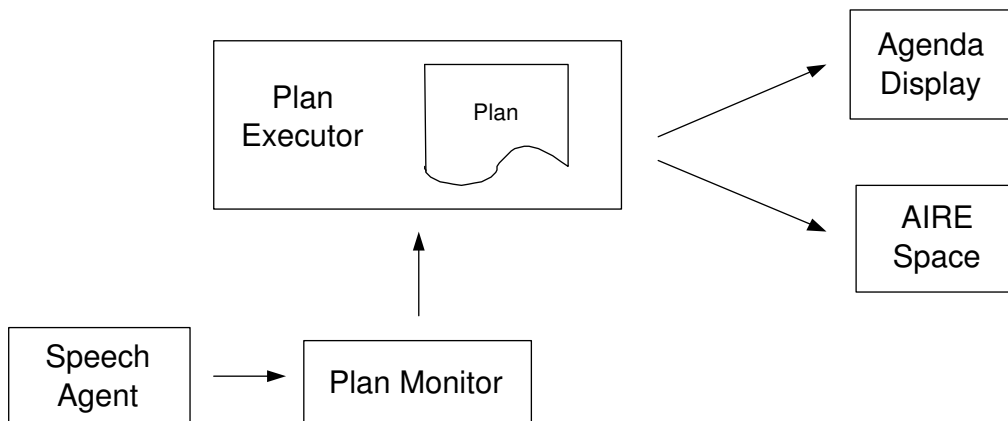 Plan
Executor
Plan
Agenda
Display
AIRE
Space
Speech
Agent
Plan Monitor